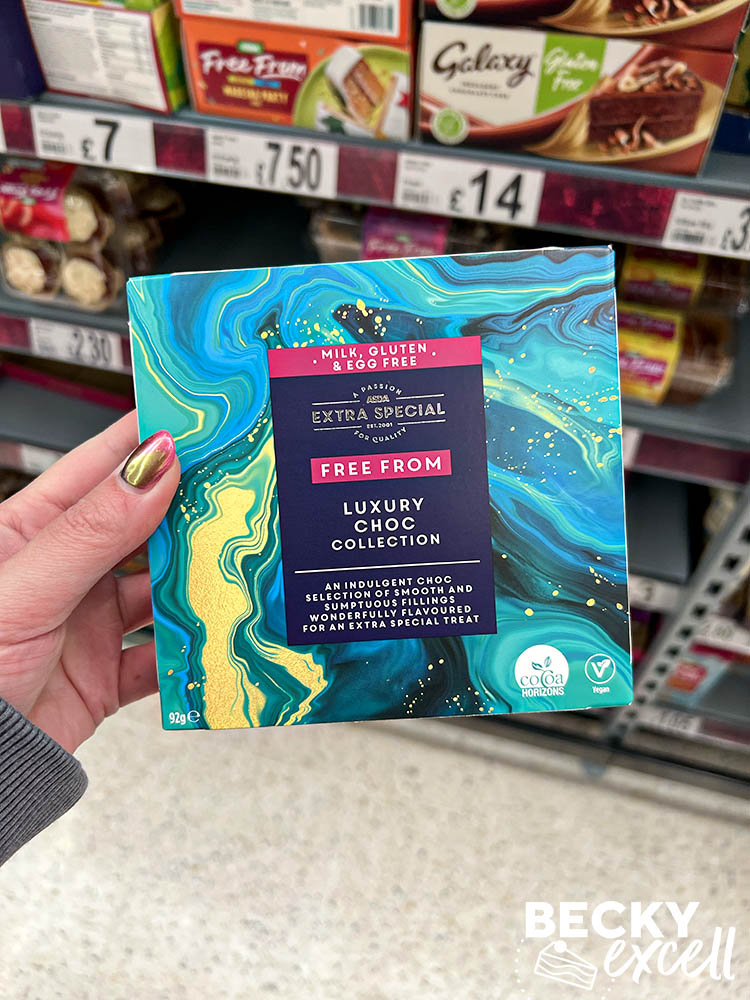 Free From
Galaxy
Gluten
Free
£7
£7.50
£14
£3
2.30
MILK, GLUTEN
& EGG FREE
A PASSION
ASDA
EXTRA SPECIAL
EST.2001
FOR QUALITY
FREE FROM
LUXURY
CHOC
COLLECTION
AN INDULGENT CHOC
SELECTION OF SMOOTH AND
SUMPTUOUS FILLINGS
WONDERFULLY FLAVOURED
FOR AN EXTRA SPECIAL TREAT
cocoa
HORIZONS
Vegan
92g e
BECKY
excell